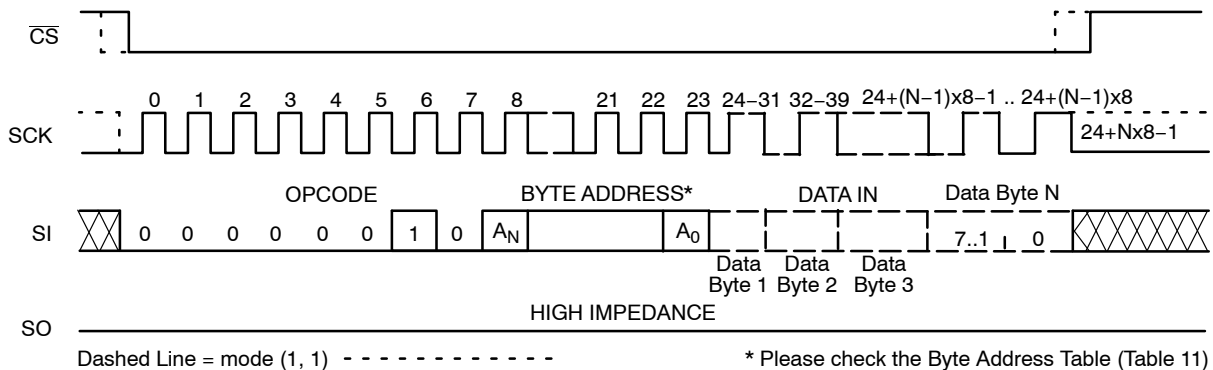 CS
0 1 2 3 4 5 6 7 8 21 22 23 24−31 32−39 24+(N−1)x8−1 .. 24+(N−1)x8
SCK
24+Nx8−1
OPCODE BYTE ADDRESS* DATA IN Data Byte N
SI
0 0 0 0 0 0 1 0 AN A0 7..1 0
Data Byte 1
Data Byte 2
Data Byte 3
HIGH IMPEDANCE
SO
Dashed Line = mode (1, 1)
* Please check the Byte Address Table (Table 11)